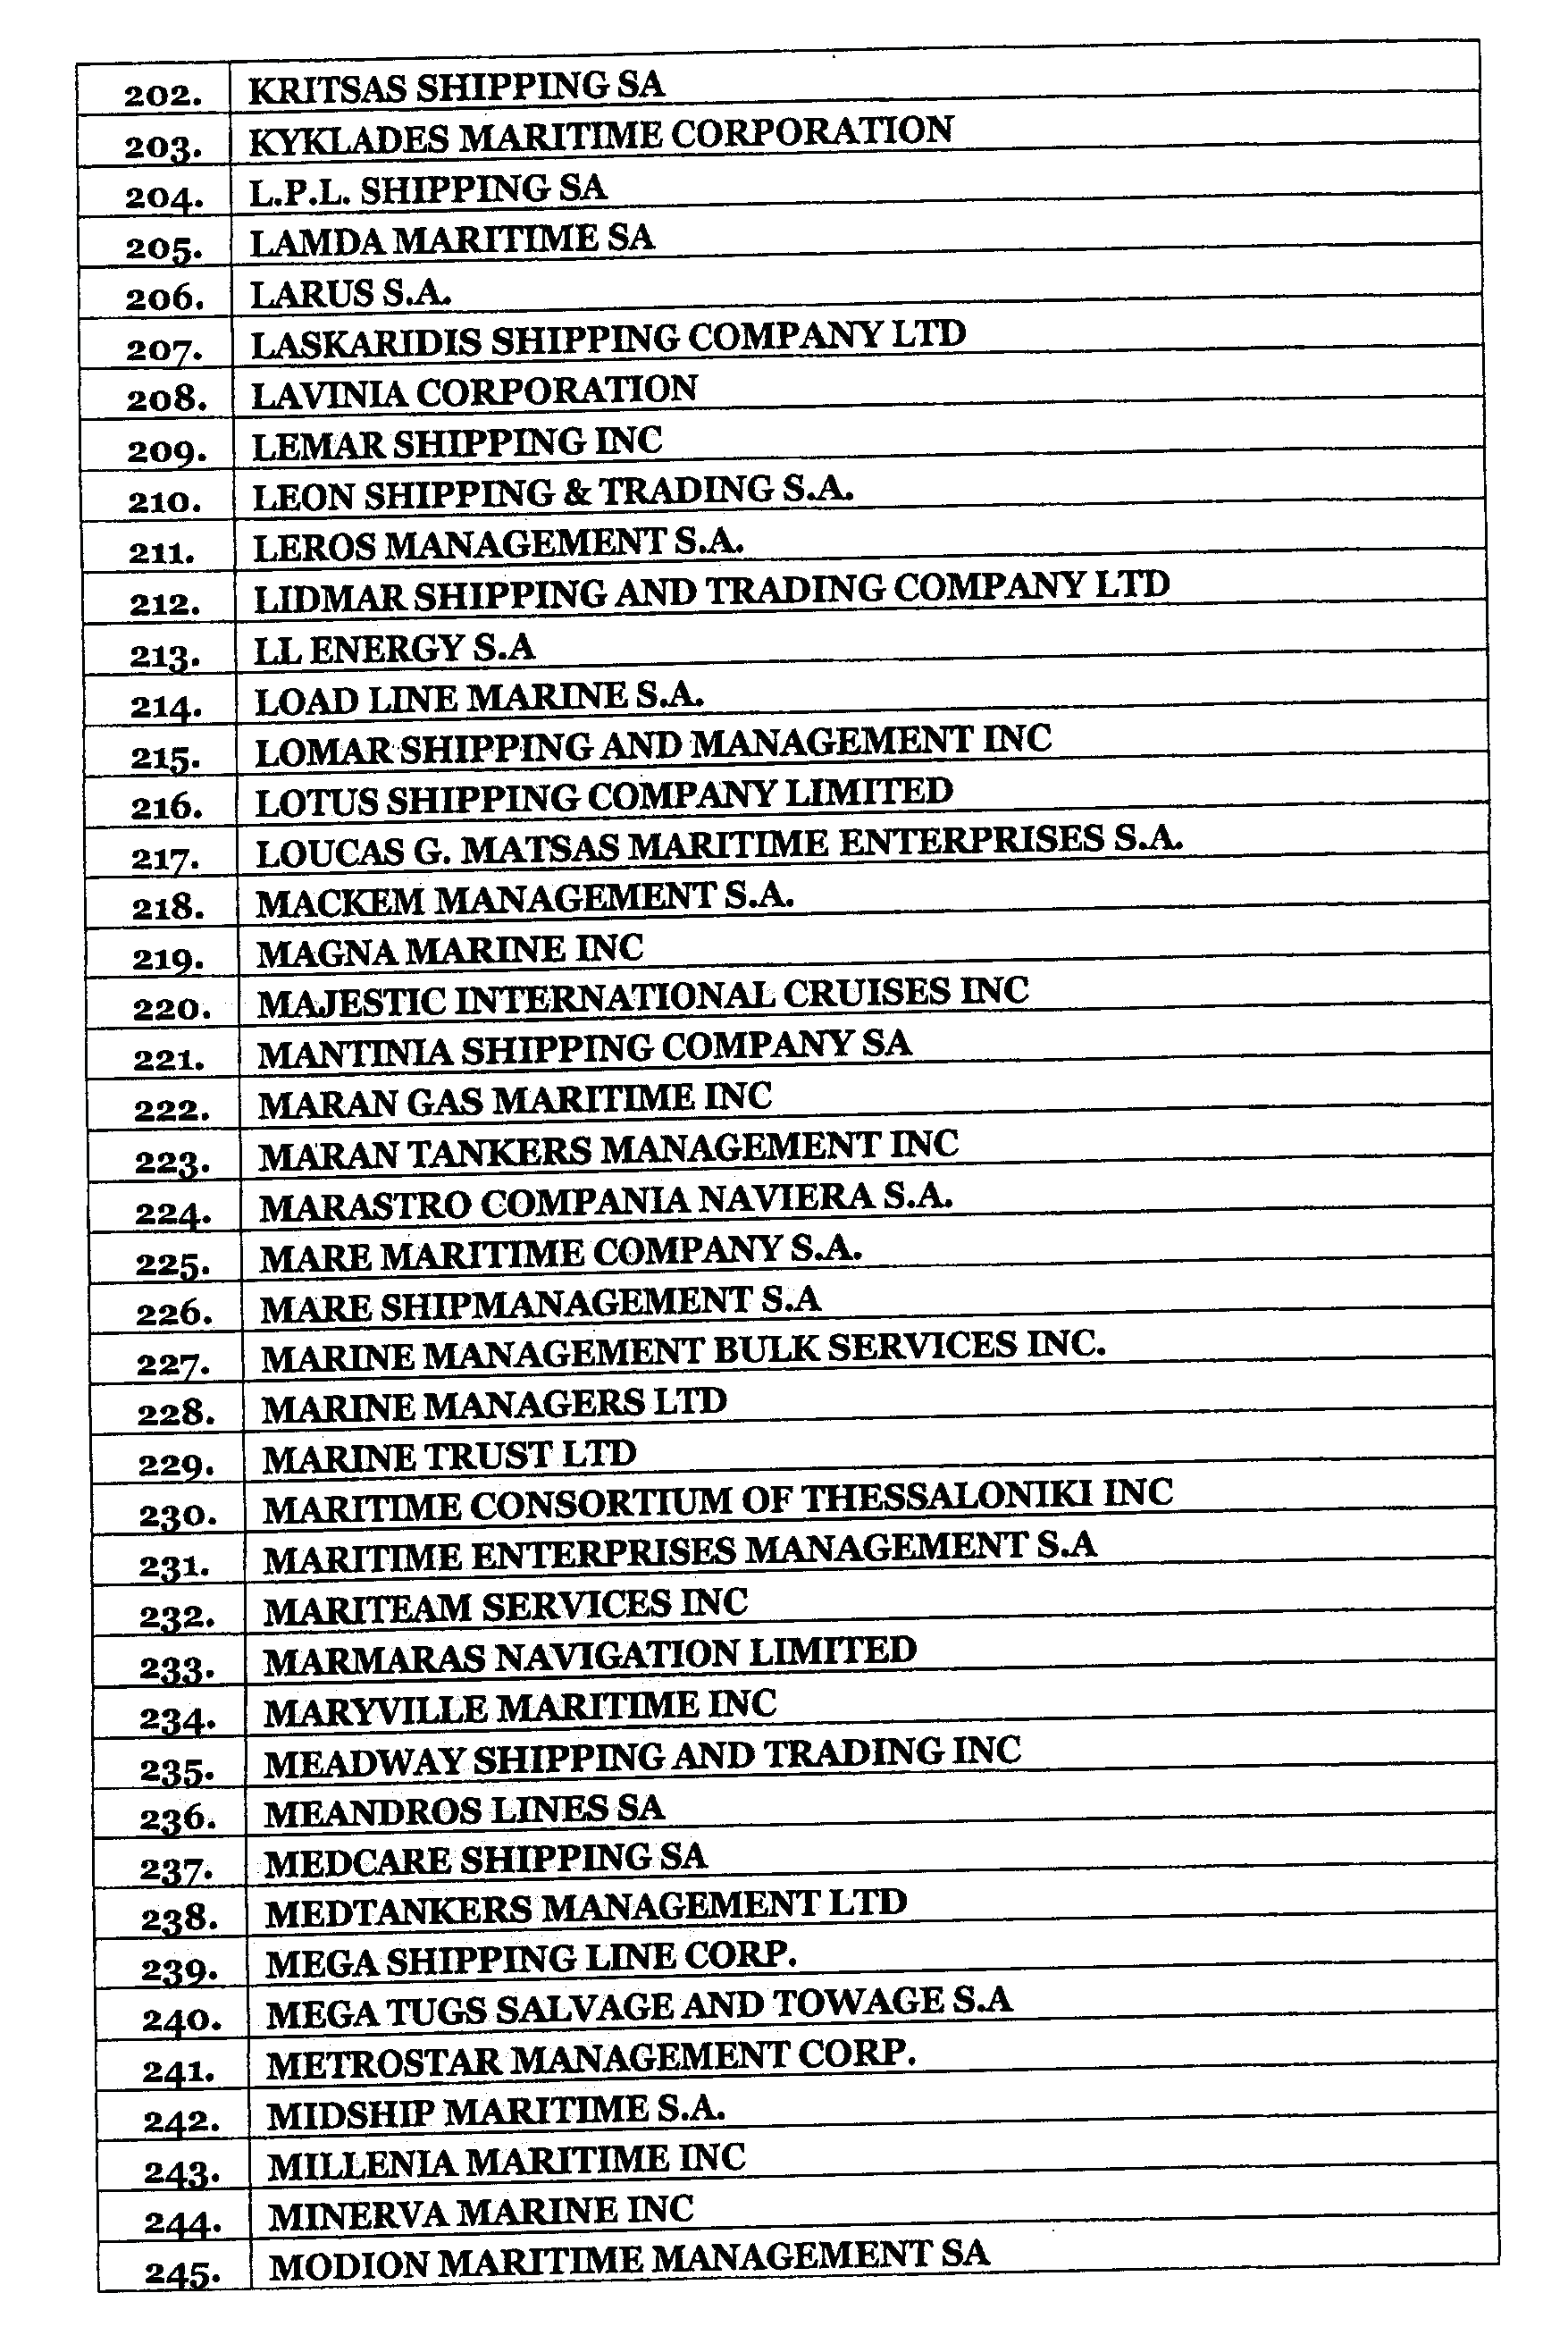 202. KRITSAS SHIPPING SA
203. KYKLADES MARITIME CORPORATION
204. L.P.L. SHIPPING SA
205. LAMDA MARITIME SA
206. LARUS S.A.
207. LASKARIDIS SHIPPING COMPANY LTD
208. LAVINIA CORPORATION
209. LEMAR SHIPPING INC
210. LEON SHIPPING & TRADING S.A.
211. LEROS MANAGEMENT S.A.
212. LIDMAR SHIPPING AND TRADING COMPANY LTD
213. LL ENERGY S.A
214. LOAD LINE MARINE S.A.
215. LOMAR SHIPPING AND MANAGEMENT INC
216. LOTUS SHIPPING COMPANY LIMITED
217. LOUCAS G. MATSAS MARITIME ENTERPRISES S.A.
218. MACKEM MANAGEMENT S.A.
219. MAGNA MARINE INC
220. MAJESTIC INTERNATIONAL CRUISES INC
221. MANTINIA SHIPPING COMPANY SA
222. MARAN GAS MARITIME INC
223. MARAN TANKERS MANAGEMENT INC
224. MARASTRO COMPANIA NAVIERA S.A.
225. MARE MARITIME COMPANY S.A.
226. MARE SHIPMANAGEMENT S.A
227. MARINE MANAGEMENT BULK SERVICES INC.
228. MARINE MANAGERS LTD
229. MARINE TRUST LTD
230. MARITIME CONSORTIUM OF THESSALONIKI INC
231. MARITIME ENTERPRISES MANAGEMENT S.A
232. MARITEAM SERVICES INC
233. MARMARAS NAVIGATION LIMITED
234. MARYVILLE MARITIME INC
235. MEADWAY SHIPPING AND TRADING INC
236. MEANDROS LINES SA
237. MEDCARE SHIPPING SA
238. MEDTANKERS MANAGEMENT LTD
239. MEGA SHIPPING LINE CORP.
240. MEGA TUGS SALVAGE AND TOWAGE S.A
241. METROSTAR MANAGEMENT CORP.
242. MIDSHIP MARITIME S.A.
243. MILLENIA MARITIME INC
244. MINERVA MARINE INC
245. MODION MARITIME MANAGEMENT SA